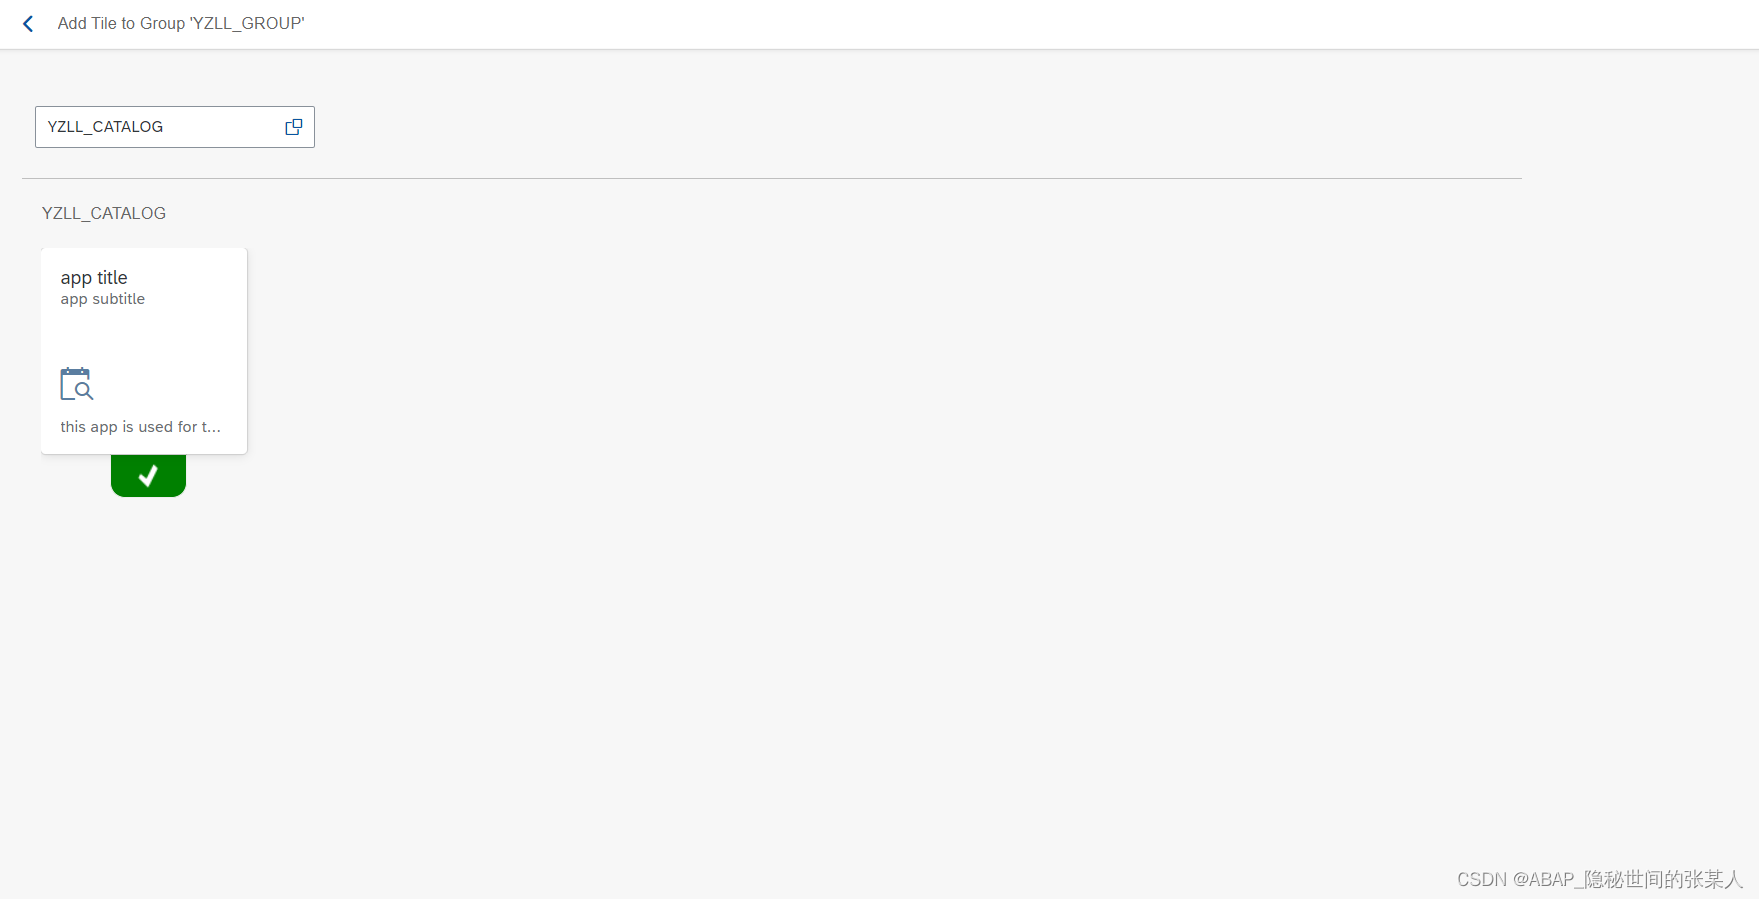 Add Tile to Group 'YZLL_GROUP'
YZLL_CATALOG
YZLL_CATALOG
app title
app subtitle
this app is used for t...
CSDN @ABAP_隐秘世间的张某人